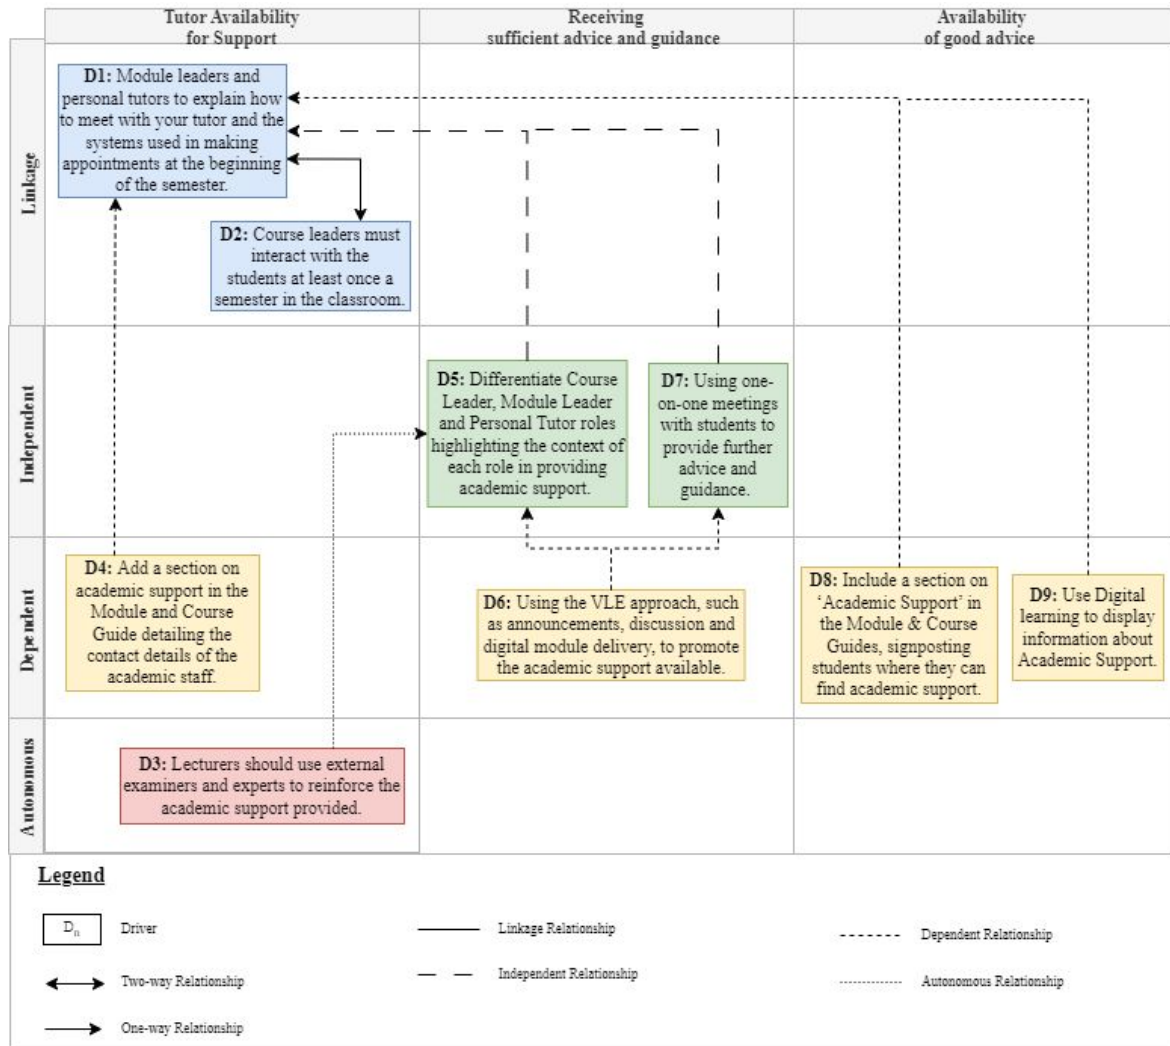 Tutor Availability
for Support
Receiving
sufficient advice and guidance
Availability
of good advice
Linkage
D1: Module leaders and
personal tutors to explain how
to meet with your tutor and the
systems used in making
appointments at the beginning
of the semester.
D2: Course leaders must
interact with the
students at least once a
semester in the classroom.
Independent
D5: Differentiate Course
Leader, Module Leader
and Personal Tutor roles
highlighting the context of
each role in providing
academic support.
D7: Using one-
on-one meetings
with students to
provide further
advice and
guidance.
Dependent
D4: Add a section on
academic support in the
Module and Course
Guide detailing the
contact details of the
academic staff.
D6: Using the VLE approach, such
as announcements, discussion and
digital module delivery, to promote
the academic support available.
D8: Include a section on
‘Academic Support’ in
the Module & Course
Guides, signposting
students where they can
find academic support.
D9: Use Digital
learning to display
information about
Academic Support.
Autonomous
D3: Lecturers should use external
examiners and experts to reinforce the
academic support provided.
Legend
Dn
Driver
Linkage Relationship
Dependent Relationship
Two-way Relationship
Independent Relationship
Autonomous Relationship
One-way Relationship